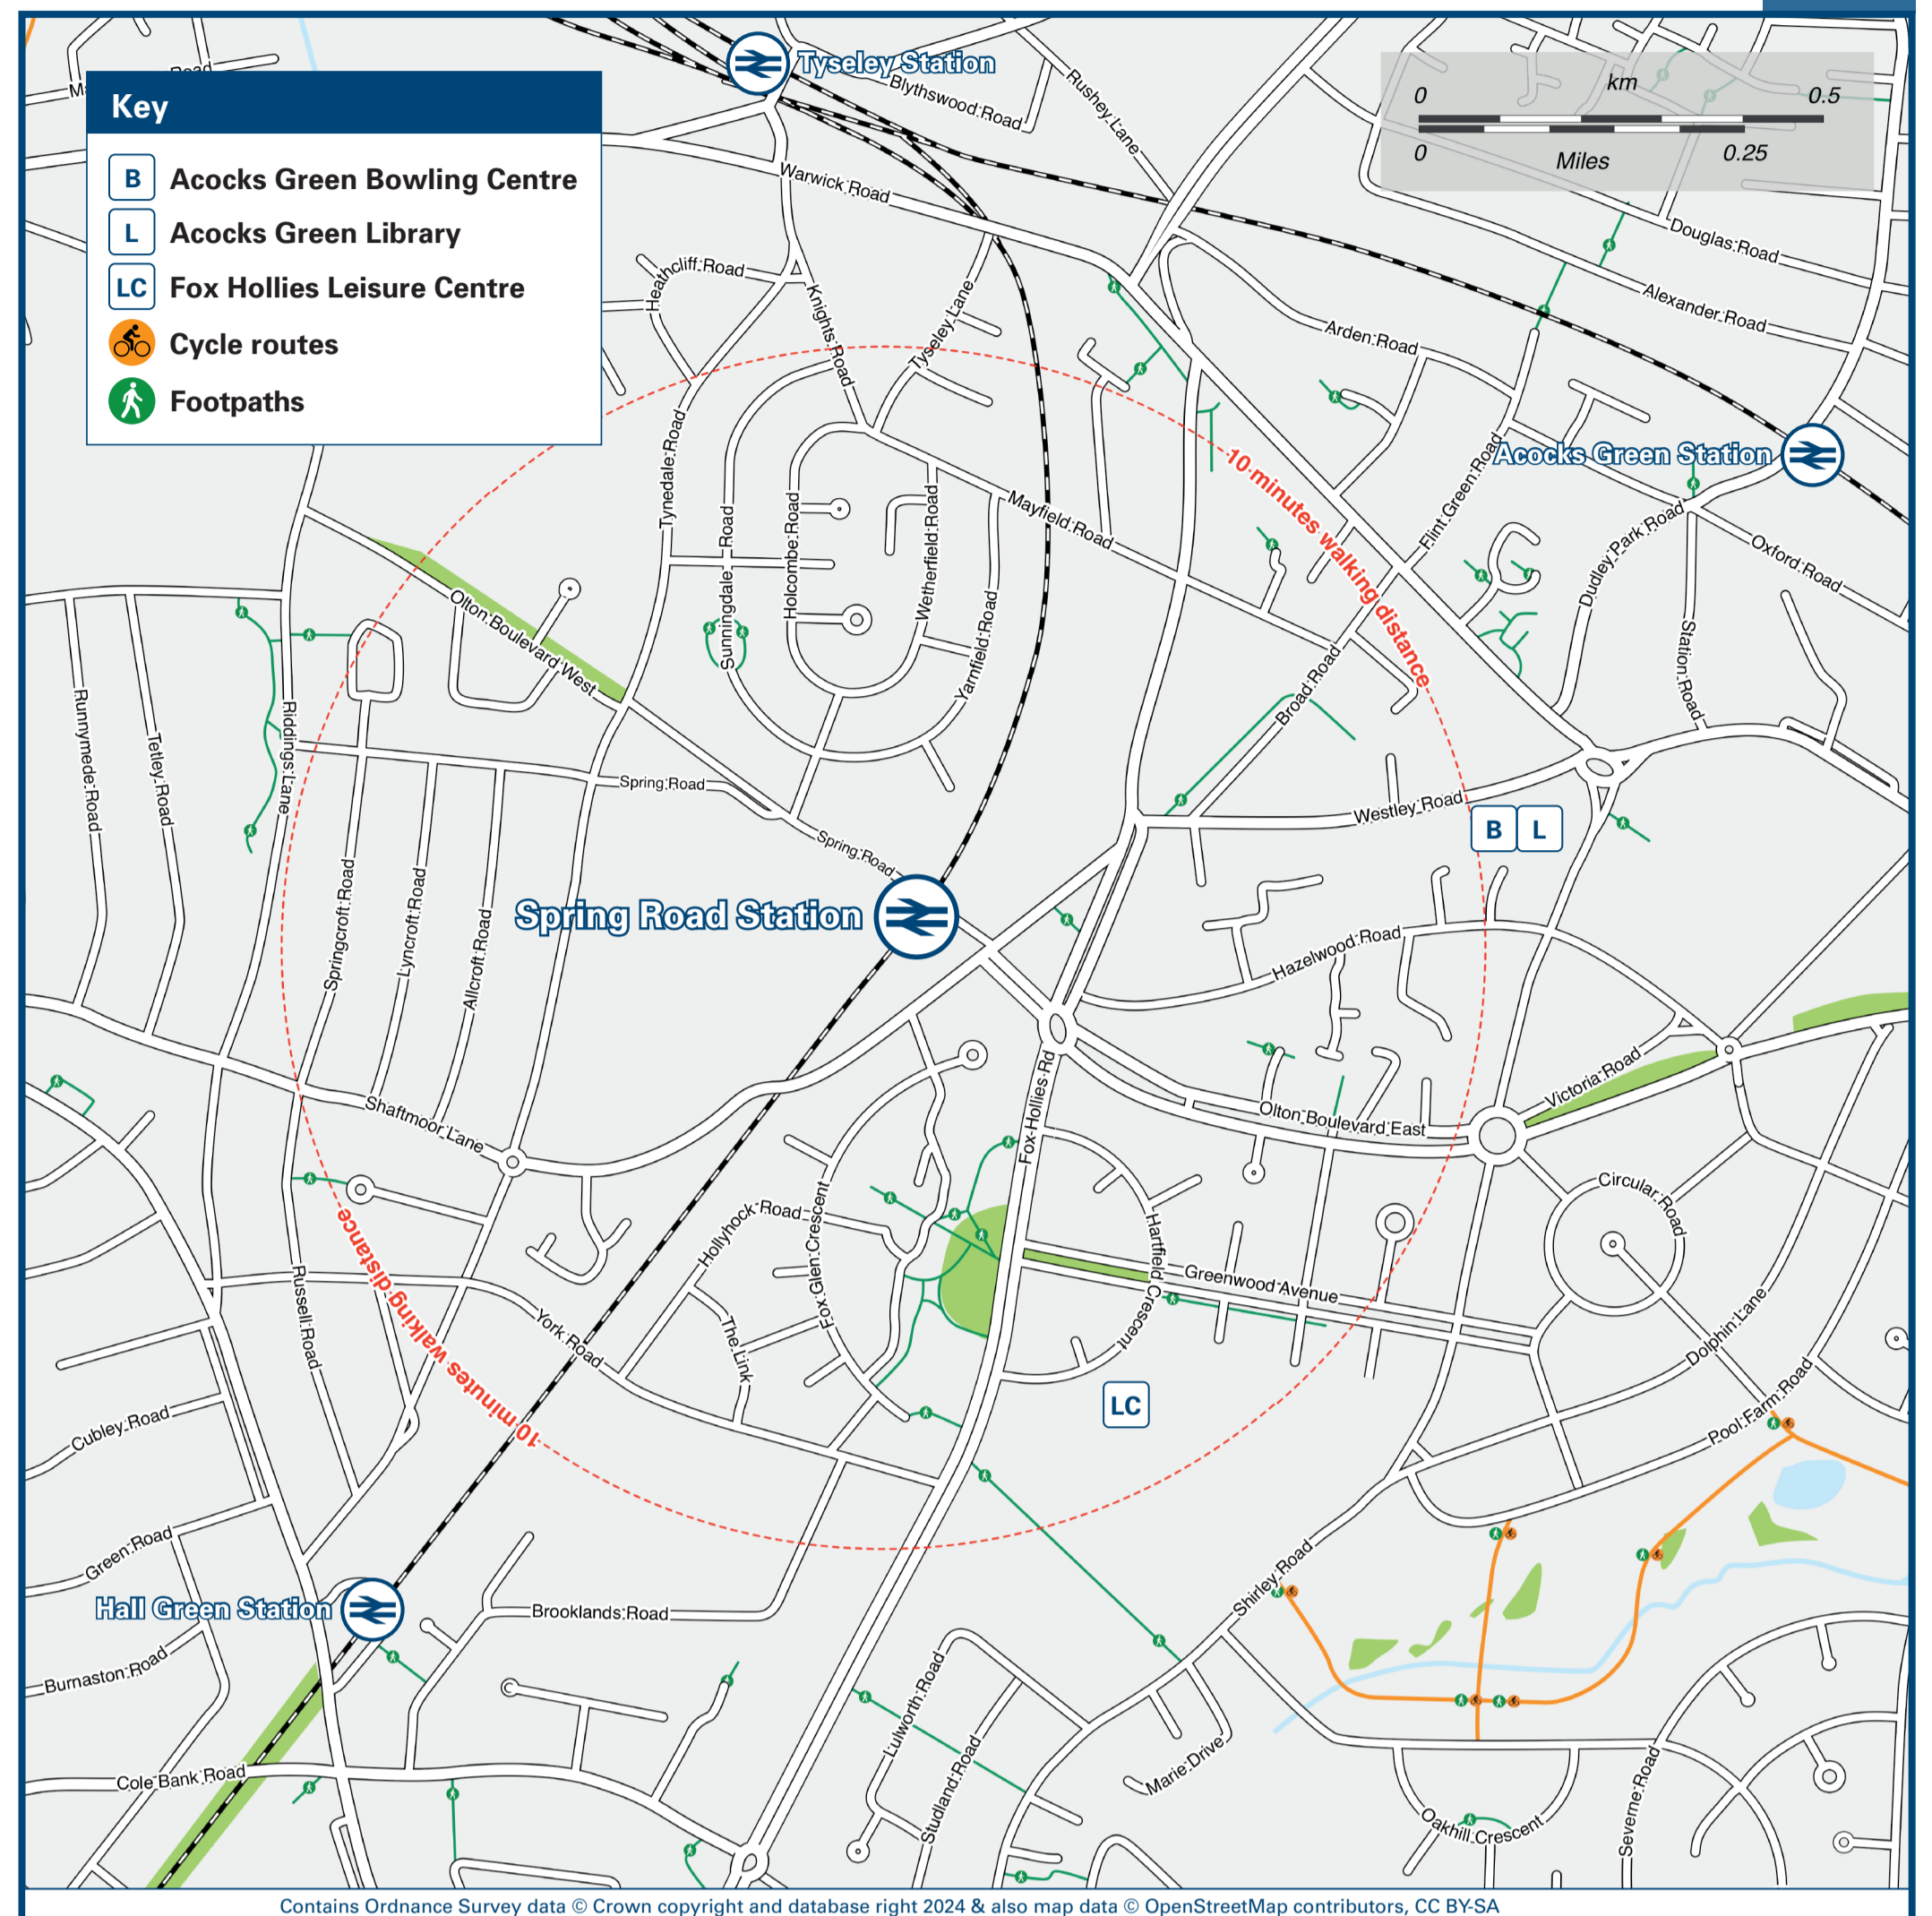 Tyseley Station
Road
Blythswood Road
Rushey Lane
km
0 0.5
0 Miles 0.25
Key
B Acocks Green Bowling Centre
L Acocks Green Library
LC Fox Hollies Leisure Centre
Cycle routes
Footpaths
Warwick Road
Douglas Road
Alexander Road
Heathcliff Road
Knights Road
Tyseley Lane
Arden Road
Tynedale Road
Sunningdale Road
Holcombe Road
Wetherfield Road
Yarnfield Road
Mayfield Road
10 minutes walking distance
Flint Green Road
Acocks Green Station
Dudley Park Road
Oxford Road
Station Road
Olton Boulevard West
Broad Road
Runnymede Road
Tetley Road
Riddings Lane
Spring Road
Spring Road
Westley Road
B L
Springcroft Road
Lyncroft Road
Allcroft Road
Spring Road Station
Hazelwood Road
Shaftmoor Lane
Fox Hollies Rd
Olton Boulevard East
Victoria Road
Circular Road
Hollyhock Road
Fox Glen Crescent
Hartfield Crescent
Greenwood Avenue
10 minutes walking distance
Russell Road
York Road
The Link
Dolphin Lane
Pool Farm Road
LC
Cubley Road
Green Road
Hall Green Station
Brooklands Road
Shirley Road
Burnaston Road
Lulworth Road
Studland Road
Marie Drive
Cole Bank Road
Oakhill Crescent
Severne Road
Contains Ordnance Survey data © Crown copyright and database right 2024 & also map data © OpenStreetMap contributors, CC BY-SA